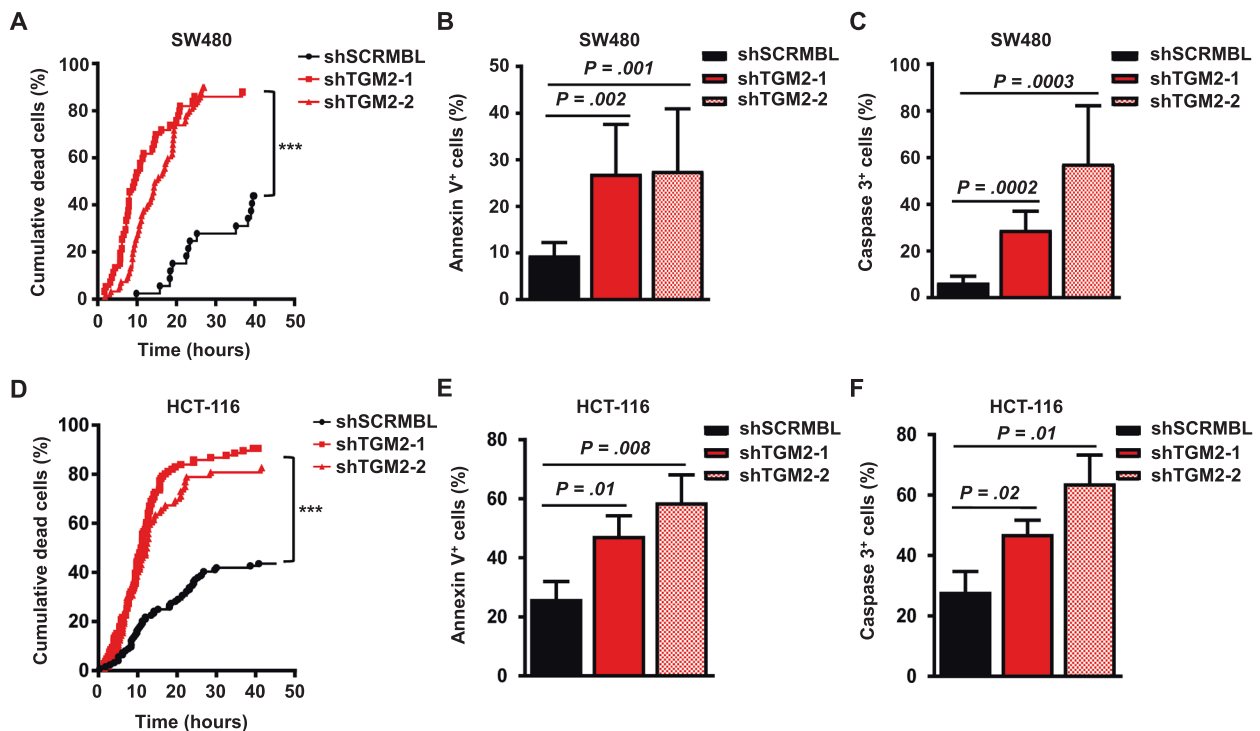 A
SW480
shSCRMBL
shTGM2-1
shTGM2-2
Cumulative dead cells (%)
100
80
60
40
20
0
***
0 10 20 30 40 50
Time (hours)
B
SW480
shSCRMBL
shTGM2-1
shTGM2-2
Annexin V⁺ cells (%)
50
40
30
20
10
0
P = .001
P = .002
C
SW480
shSCRMBL
shTGM2-1
shTGM2-2
Caspase 3⁺ cells (%)
100
80
60
40
20
0
P = .0003
P = .0002
D
HCT-116
shSCRMBL
shTGM2-1
shTGM2-2
Cumulative dead cells (%)
100
80
60
40
20
0
***
0 10 20 30 40 50
Time (hours)
E
HCT-116
shSCRMBL
shTGM2-1
shTGM2-2
Annexin V⁺ cells (%)
80
60
40
20
0
P = .008
P = .01
F
HCT-116
shSCRMBL
shTGM2-1
shTGM2-2
Caspase 3⁺ cells (%)
80
60
40
20
0
P = .01
P = .02